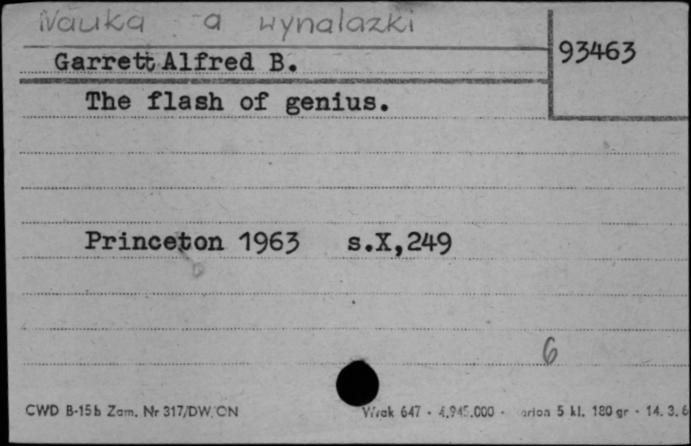 Nauka a wynalazki
Garrett Alfred B.
93463
The flash of genius.
Princeton 1963 s.X,249
6
CWD B-15b Zam. Nr 317/DW/CN 647 - 4.945.000 - 5 kl. 180 gr - 14. 3. 6